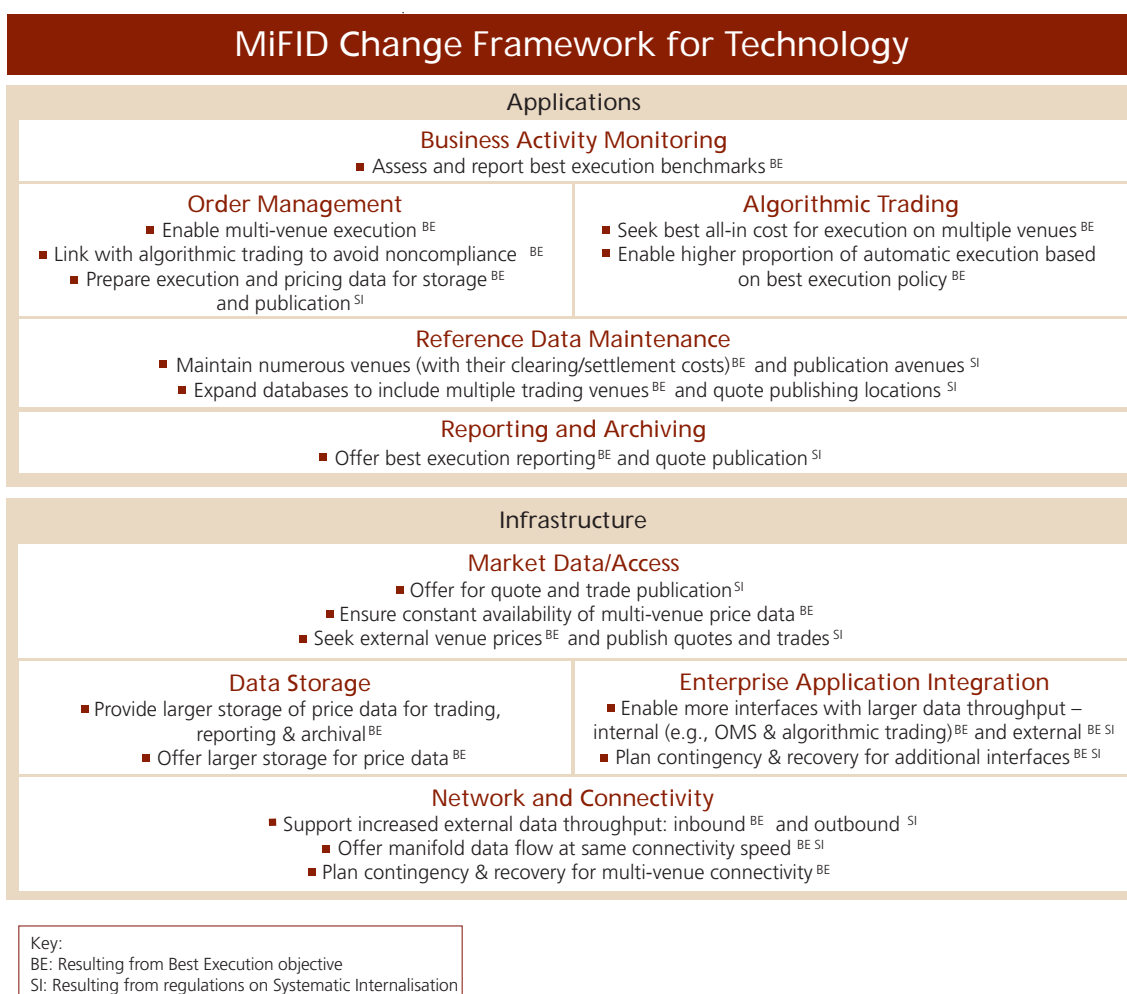 MiFID Change Framework for Technology
Applications
Business Activity Monitoring
■ Assess and report best execution benchmarks BE
Order Management
■ Enable multi-venue execution BE
■ Link with algorithmic trading to avoid noncompliance BE
■ Prepare execution and pricing data for storage BE
and publication SI
Algorithmic Trading
■ Seek best all-in cost for execution on multiple venues BE
■ Enable higher proportion of automatic execution based
on best execution policy BE
Reference Data Maintenance
■ Maintain numerous venues (with their clearing/settlement costs) BE and publication avenues SI
■ Expand databases to include multiple trading venues BE and quote publishing locations SI
Reporting and Archiving
■ Offer best execution reporting BE and quote publication SI
Infrastructure
Market Data/Access
■ Offer for quote and trade publication SI
■ Ensure constant availability of multi-venue price data BE
■ Seek external venue prices BE and publish quotes and trades SI
Data Storage
■ Provide larger storage of price data for trading,
reporting & archival BE
■ Offer larger storage for price data BE
Enterprise Application Integration
■ Enable more interfaces with larger data throughput –
internal (e.g., OMS & algorithmic trading) BE and external BE SI
■ Plan contingency & recovery for additional interfaces BE SI
Network and Connectivity
■ Support increased external data throughput: inbound BE and outbound SI
■ Offer manifold data flow at same connectivity speed BE SI
■ Plan contingency & recovery for multi-venue connectivity BE
Key:
BE: Resulting from Best Execution objective
SI: Resulting from regulations on Systematic Internalisation